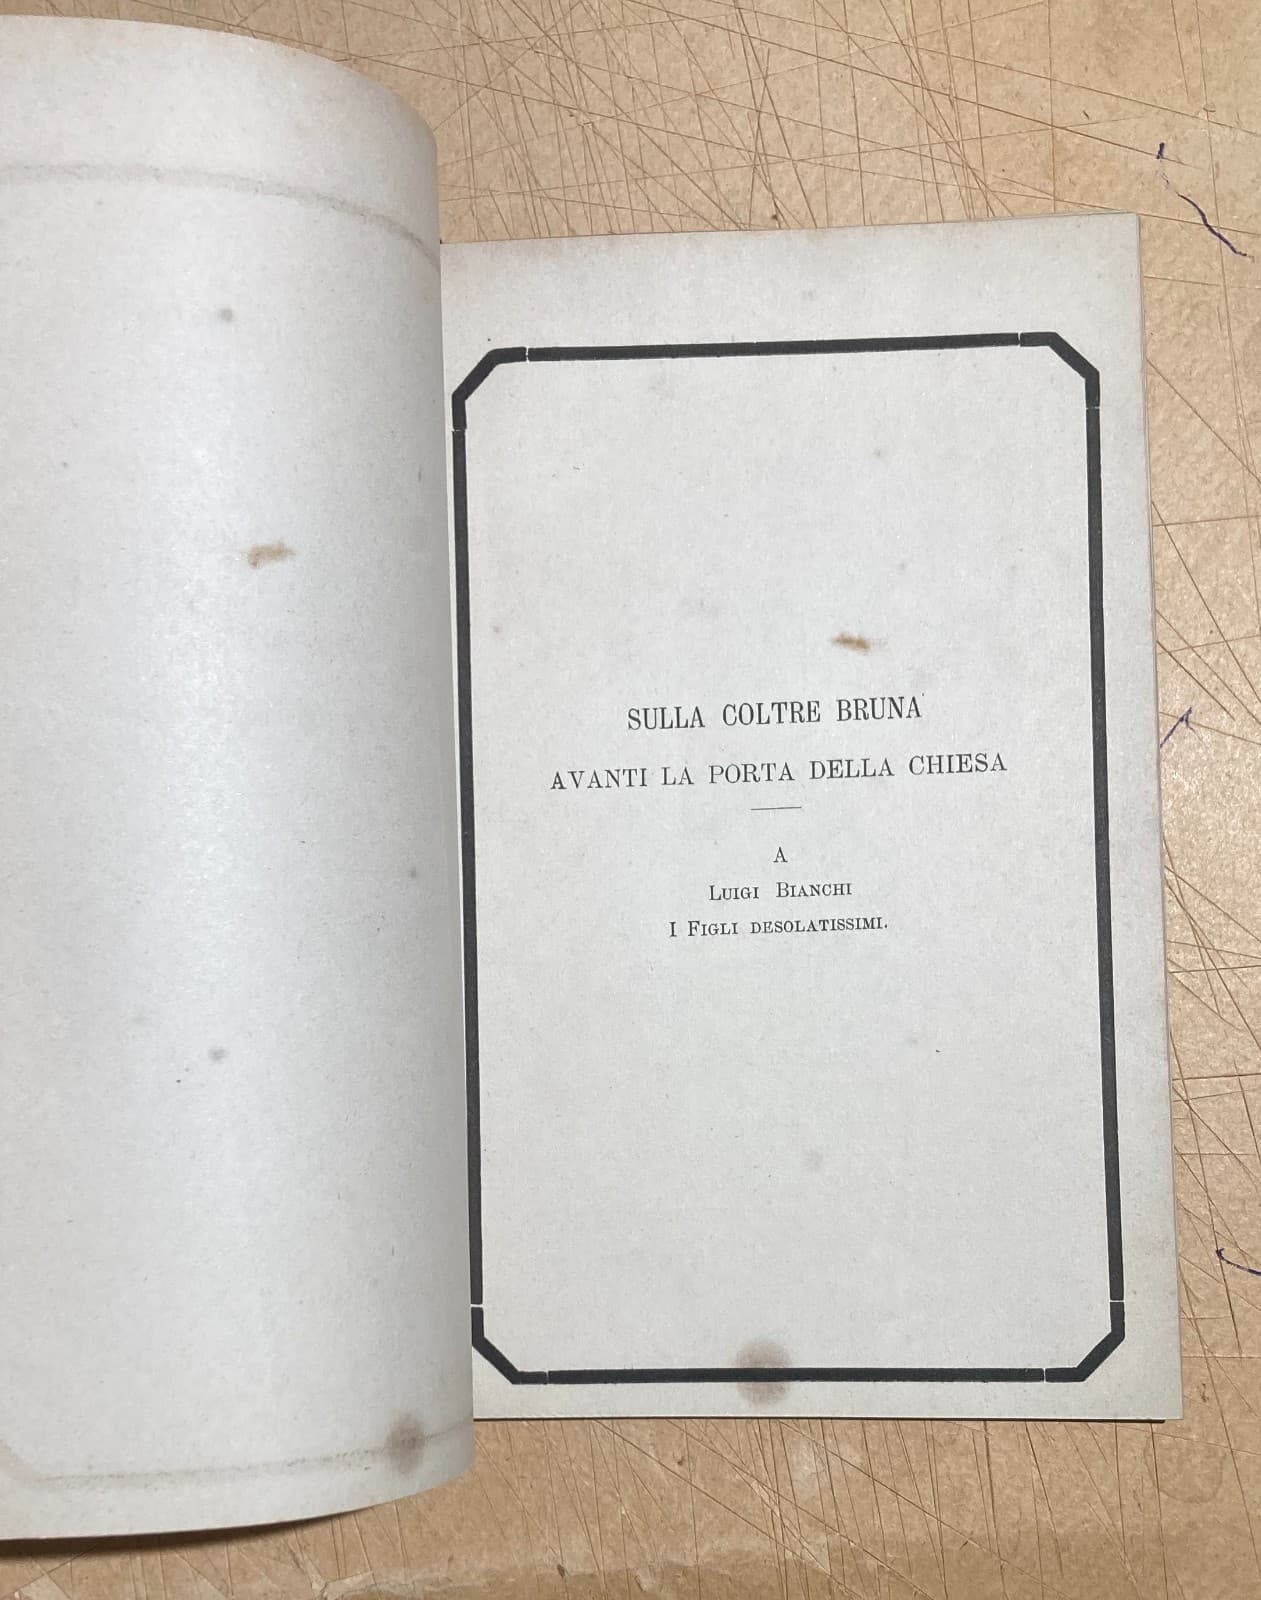 SULLA COLTRE BRUNA
AVANTI LA PORTA DELLA CHIESA
A
LUIGI BIANCHI
I FIGLI DESOLATISSIMI.